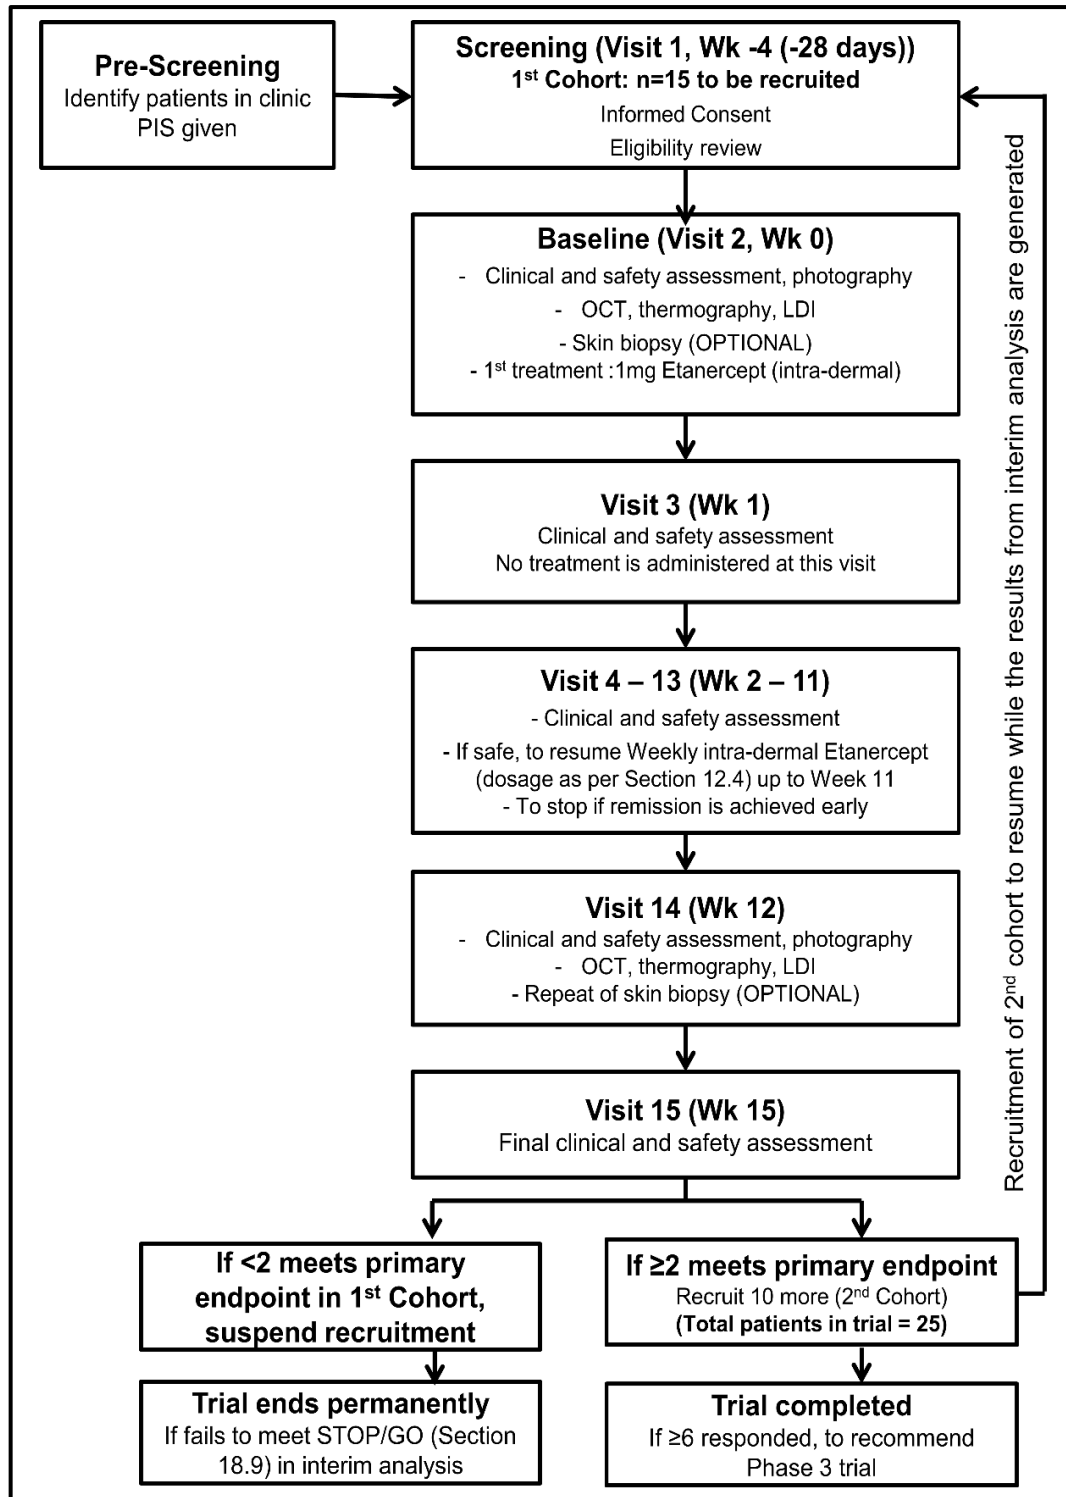 Pre-Screening
Identify patients in clinic
PIS given
Screening (Visit 1, Wk -4 (-28 days))
1st Cohort: n=15 to be recruited
Informed Consent
Eligibility review
Baseline (Visit 2, Wk 0)
- Clinical and safety assessment, photography
- OCT, thermography, LDI
- Skin biopsy (OPTIONAL)
- 1st treatment :1mg Etanercept (intra-dermal)
Visit 3 (Wk 1)
Clinical and safety assessment
No treatment is administered at this visit
Visit 4 – 13 (Wk 2 – 11)
- Clinical and safety assessment
- If safe, to resume Weekly intra-dermal Etanercept
(dosage as per Section 12.4) up to Week 11
- To stop if remission is achieved early
Visit 14 (Wk 12)
- Clinical and safety assessment, photography
- OCT, thermography, LDI
- Repeat of skin biopsy (OPTIONAL)
Visit 15 (Wk 15)
Final clinical and safety assessment
If <2 meets primary
endpoint in 1st Cohort,
suspend recruitment
Trial ends permanently
If fails to meet STOP/GO (Section
18.9) in interim analysis
If ≥2 meets primary endpoint
Recruit 10 more (2nd Cohort)
(Total patients in trial = 25)
Trial completed
If ≥6 responded, to recommend
Phase 3 trial
Recruitment of 2nd cohort to resume while the results from interim analysis are generated